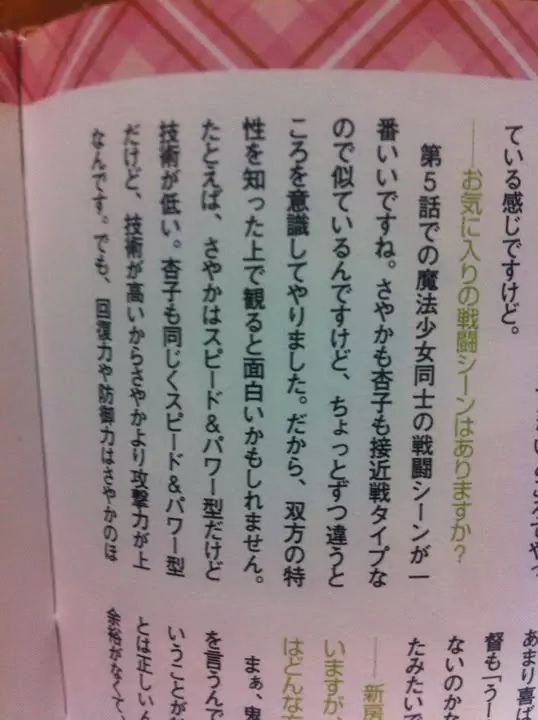 ている感じですけど。
――お気に入りの戦闘シーンはありますか？
第5話での魔法少女同士の戦闘シーンが一
番いいですね。さやかも杏子も接近戦タイプな
ので似ているんですけど、ちょっとずつ違うと
ころを意識してやりました。だから、双方の特
性を知った上で観ると面白いかもしれません。
たとえば、さやかはスピード&パワー型だけど
技術が低い。杏子も同じくスピード&パワー型
だけど、技術が高いからさやかより攻撃力が上
なんです。でも、回復力や防御力はさやかのほ
あまり喜ば
督も「うー
ないのか
たみたいで
――新房
いますが、
はどんな
まぁ、鬼
を言うんで
いうことが
とは正しい
余裕がなくて、